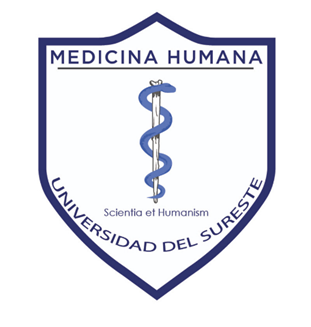 MEDICINA HUMANA
Scientia et Humanism
UNIVERSIDAD DEL SURESTE